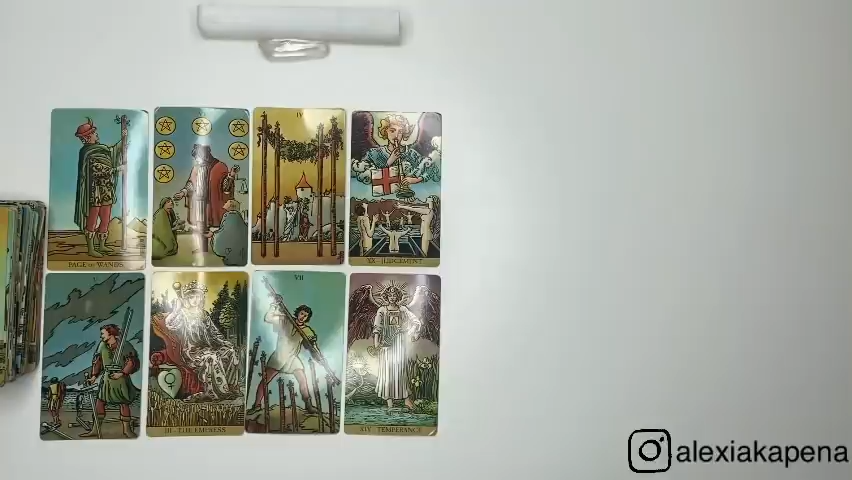 IV
PAGE of WANDS
XX · JUDGEMENT
VII
III · THE EMPRESS
XIV · TEMPERANCE
alexiakapena